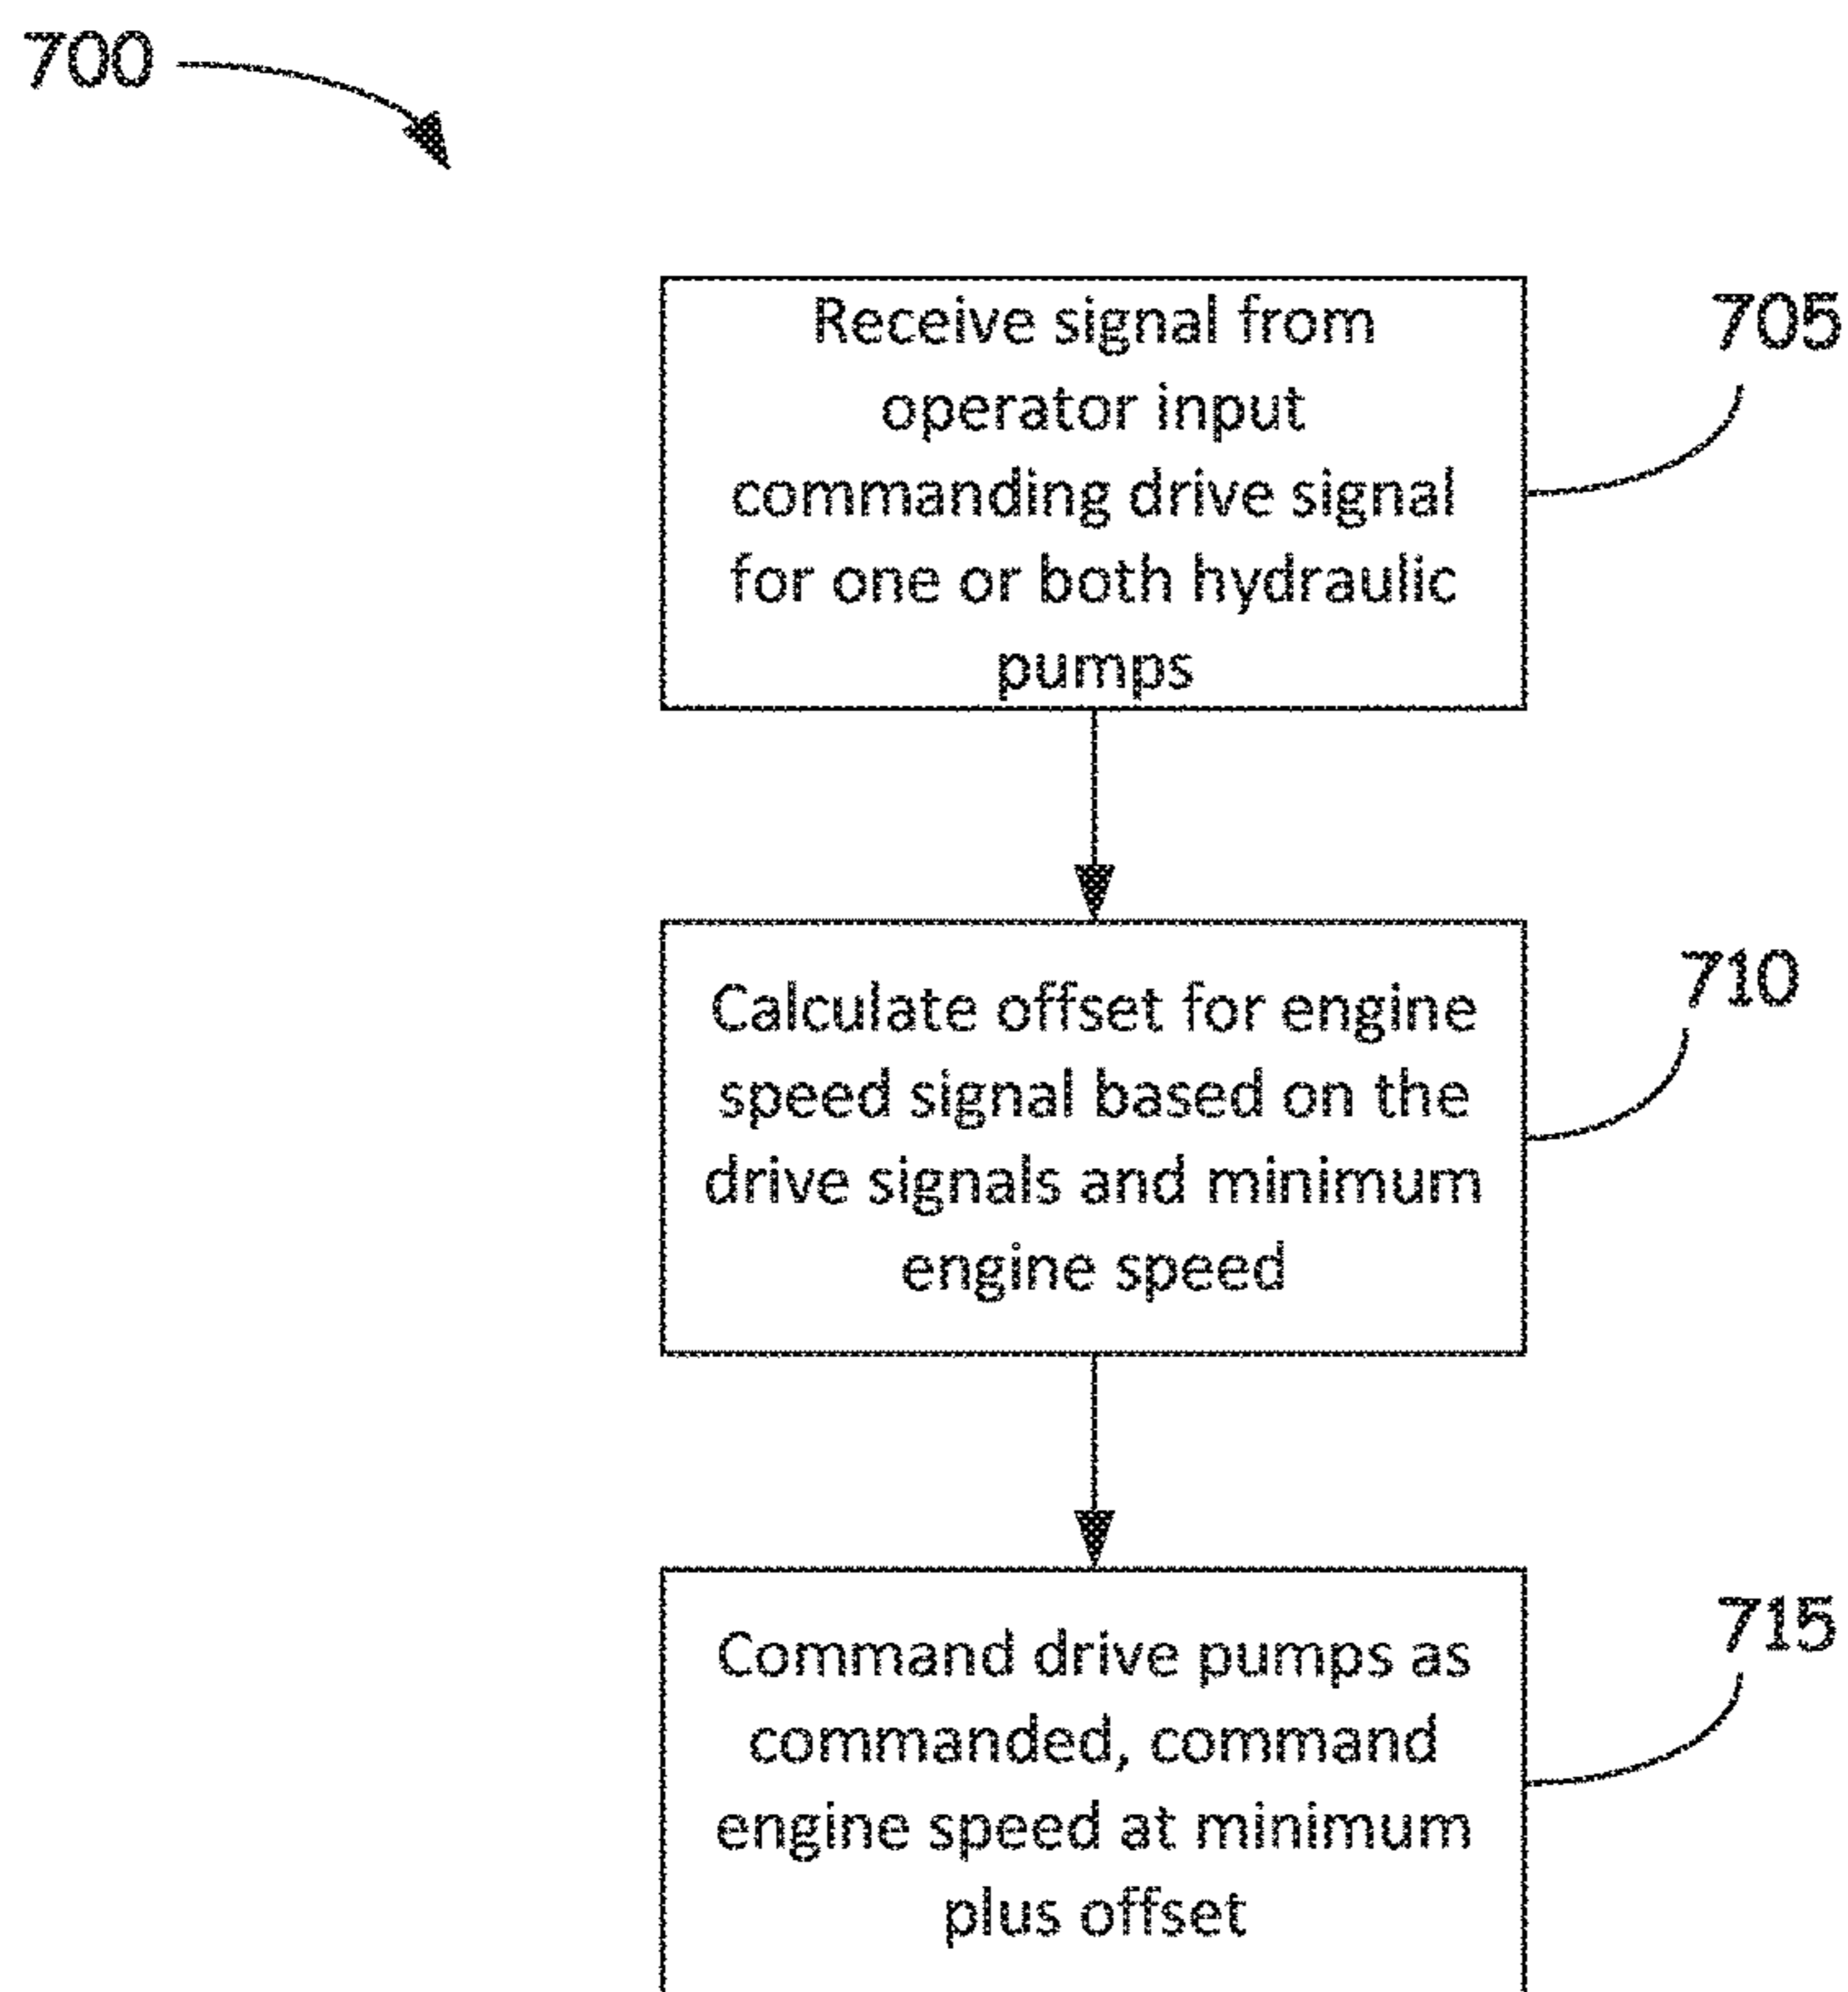 700
Receive signal from
operator input
commanding drive signal
for one or both hydraulic
pumps
705
Calculate offset for engine
speed signal based on the
drive signals and minimum
engine speed
710
Command drive pumps as
commanded, command
engine speed at minimum
plus offset
715